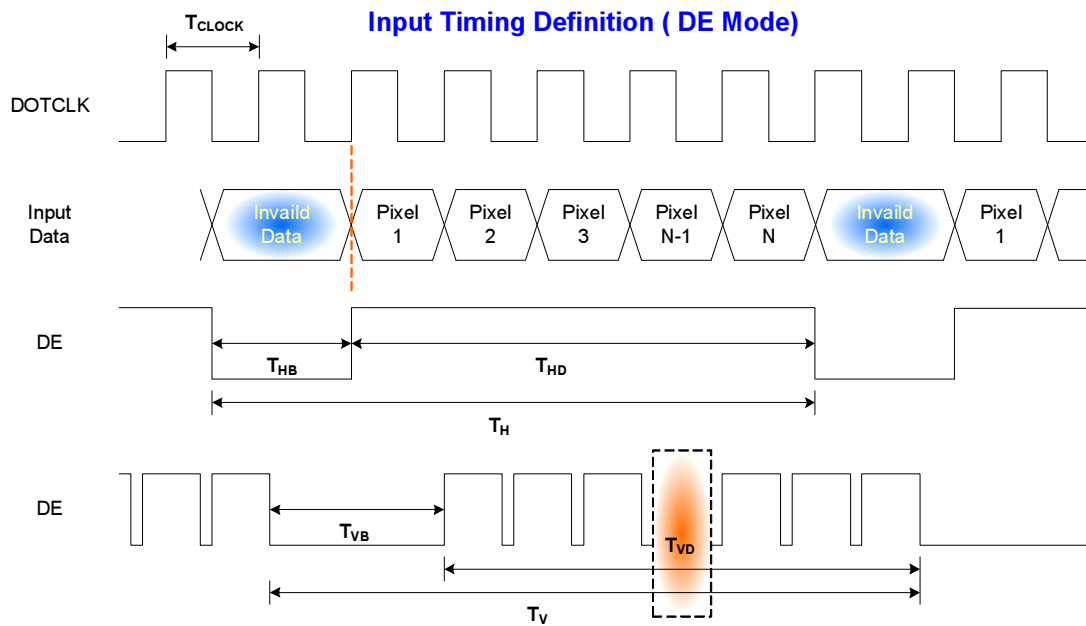 Input Timing Definition ( DE Mode)
TCLOCK
DOTCLK
Input
Data
Invaild
Data
Pixel
1
Pixel
2
Pixel
3
Pixel
N-1
Pixel
N
Invaild
Data
Pixel
1
DE
THB
THD
TH
DE
TVB
TVD
TV